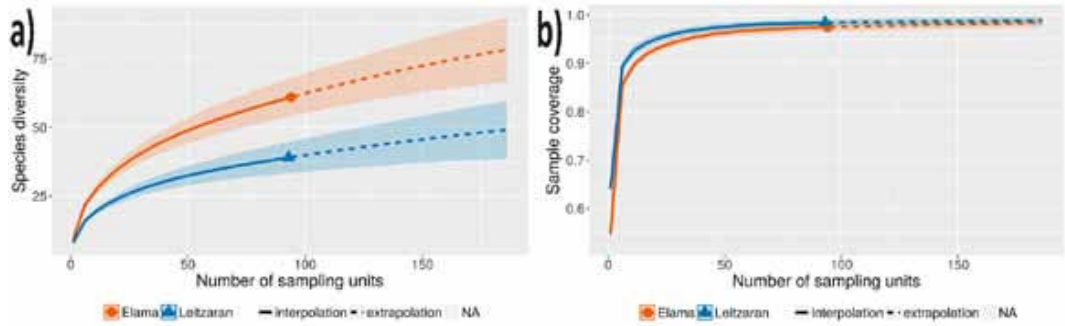 a)
Species diversity
75
50
25
0 50 100 150
Number of sampling units
Elama Leitzaran interpolation extrapolation NA
b)
Sample coverage
1.0
0.9
0.8
0.7
0.6
0 50 100 150
Number of sampling units
Elama Leitzaran interpolation extrapolation NA